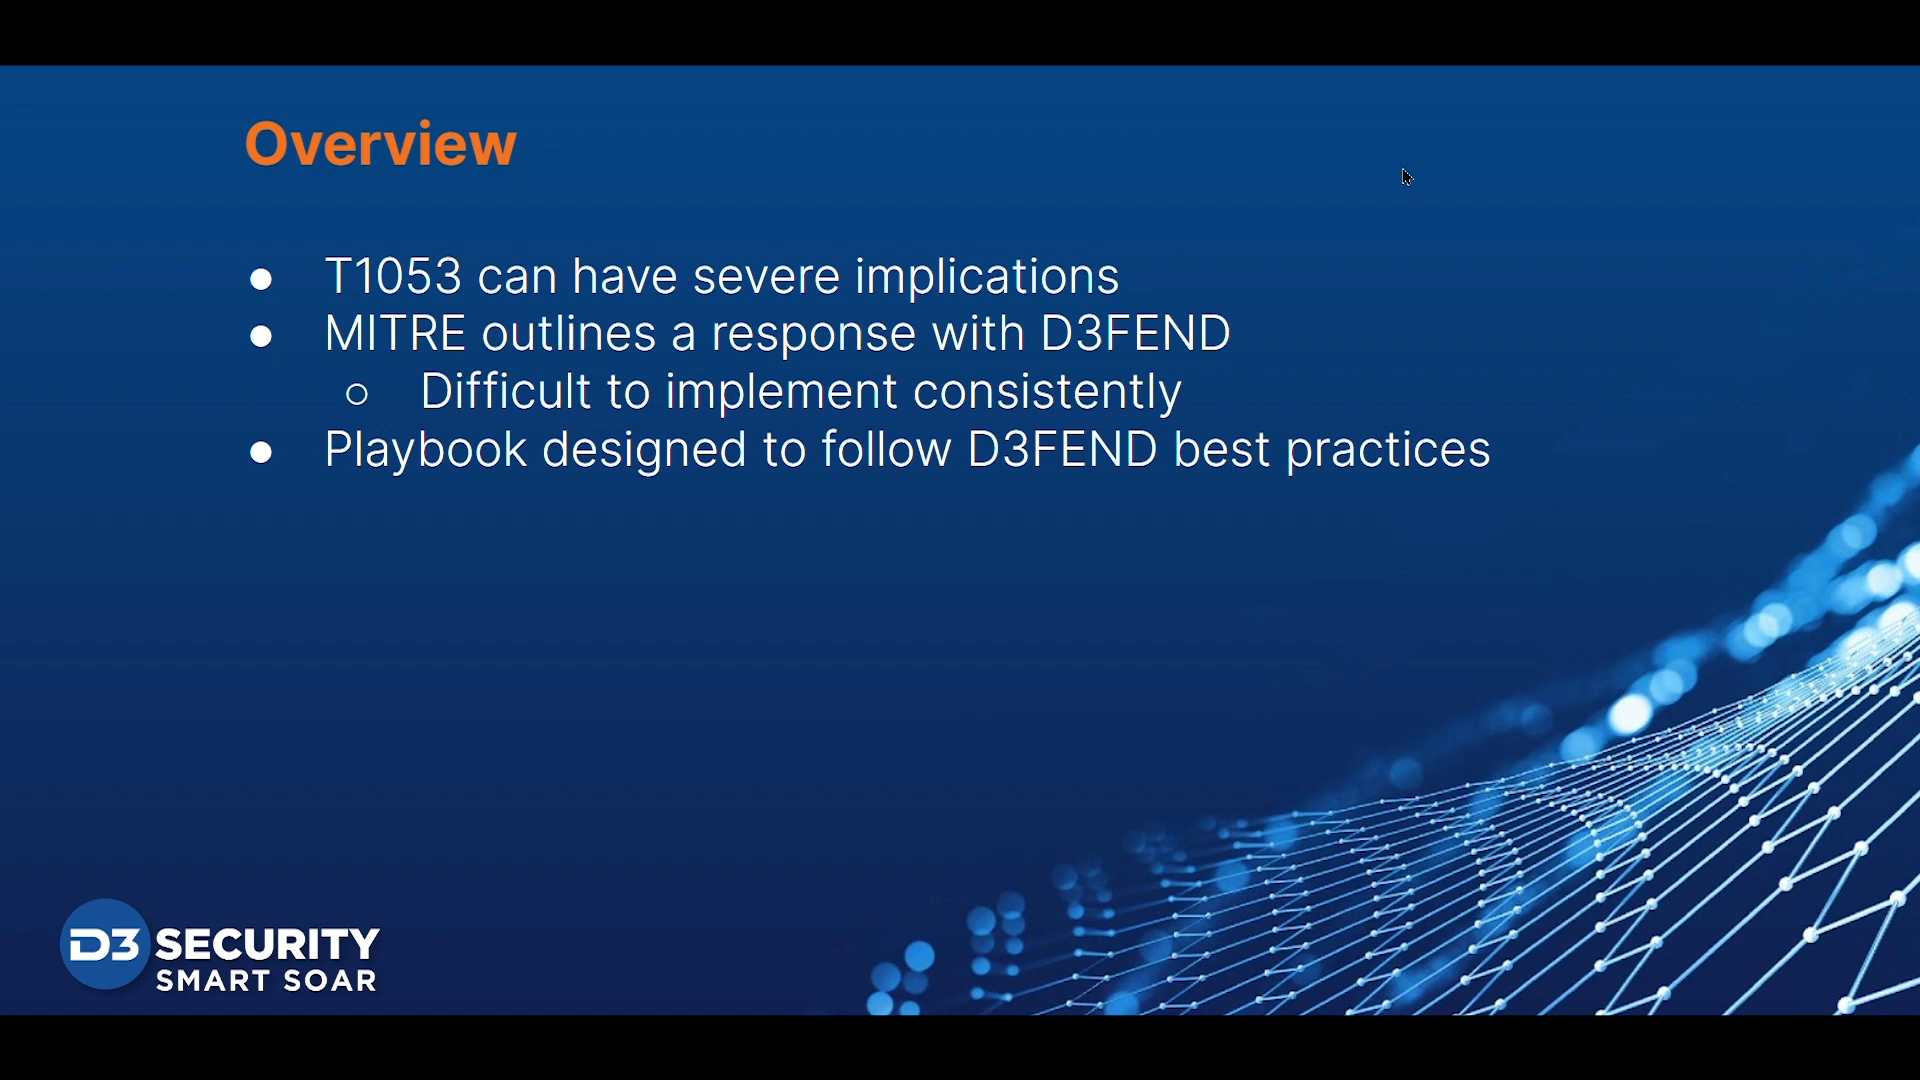 Overview
● T1053 can have severe implications
● MITRE outlines a response with D3FEND
○ Difficult to implement consistently
● Playbook designed to follow D3FEND best practices
D3 SECURITY
SMART SOAR